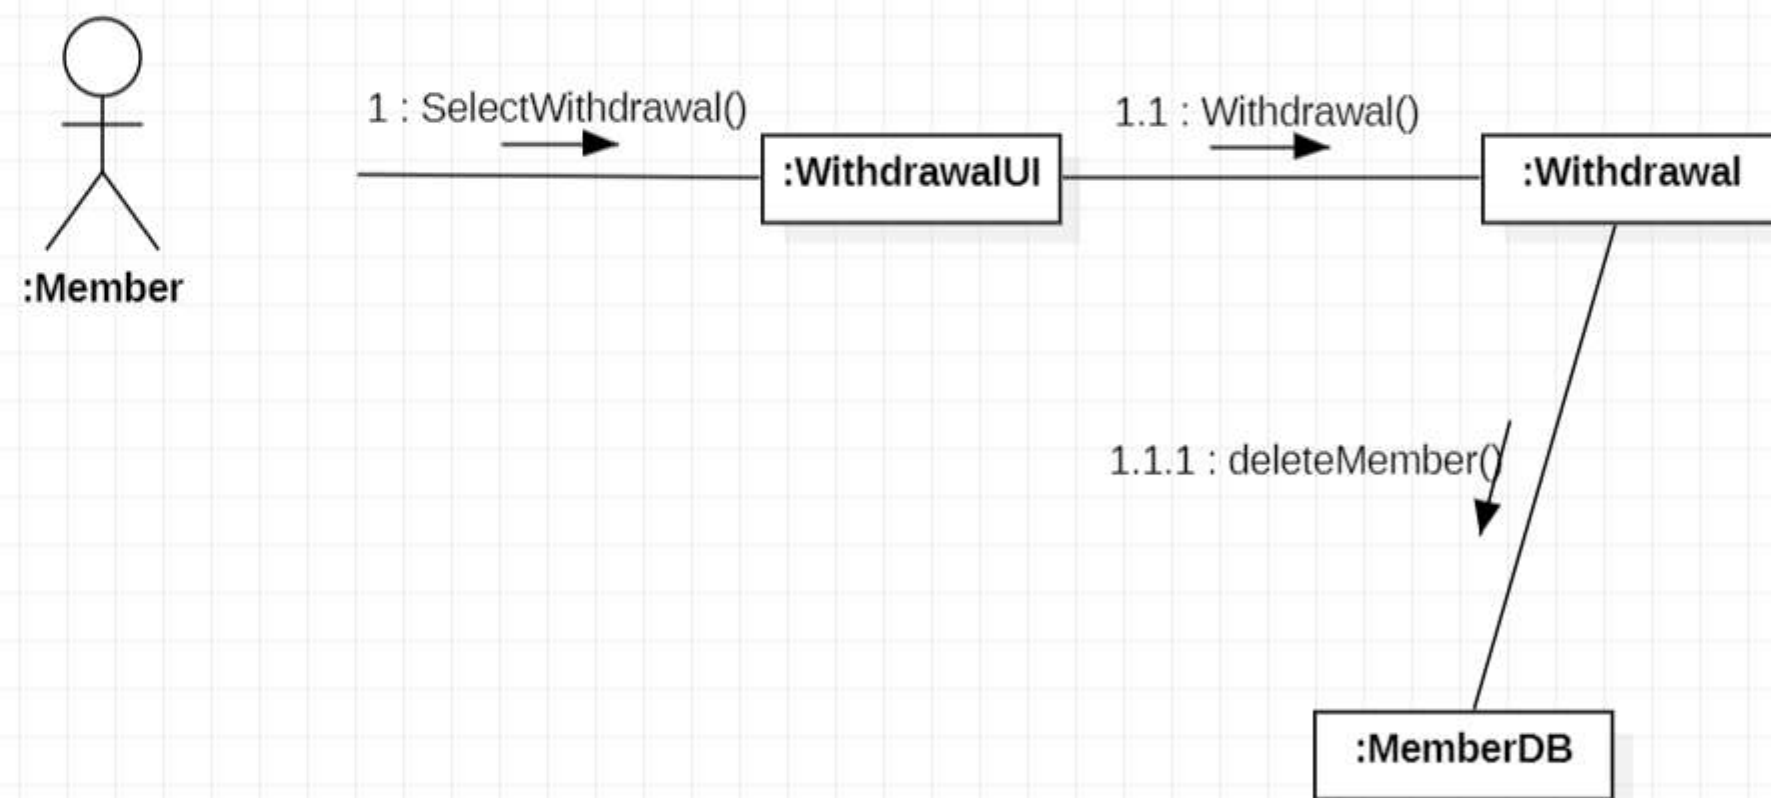 1 : SelectWithdrawal()
1.1 : Withdrawal()
:WithdrawalUI
:Withdrawal
:Member
1.1.1 : deleteMember()
:MemberDB